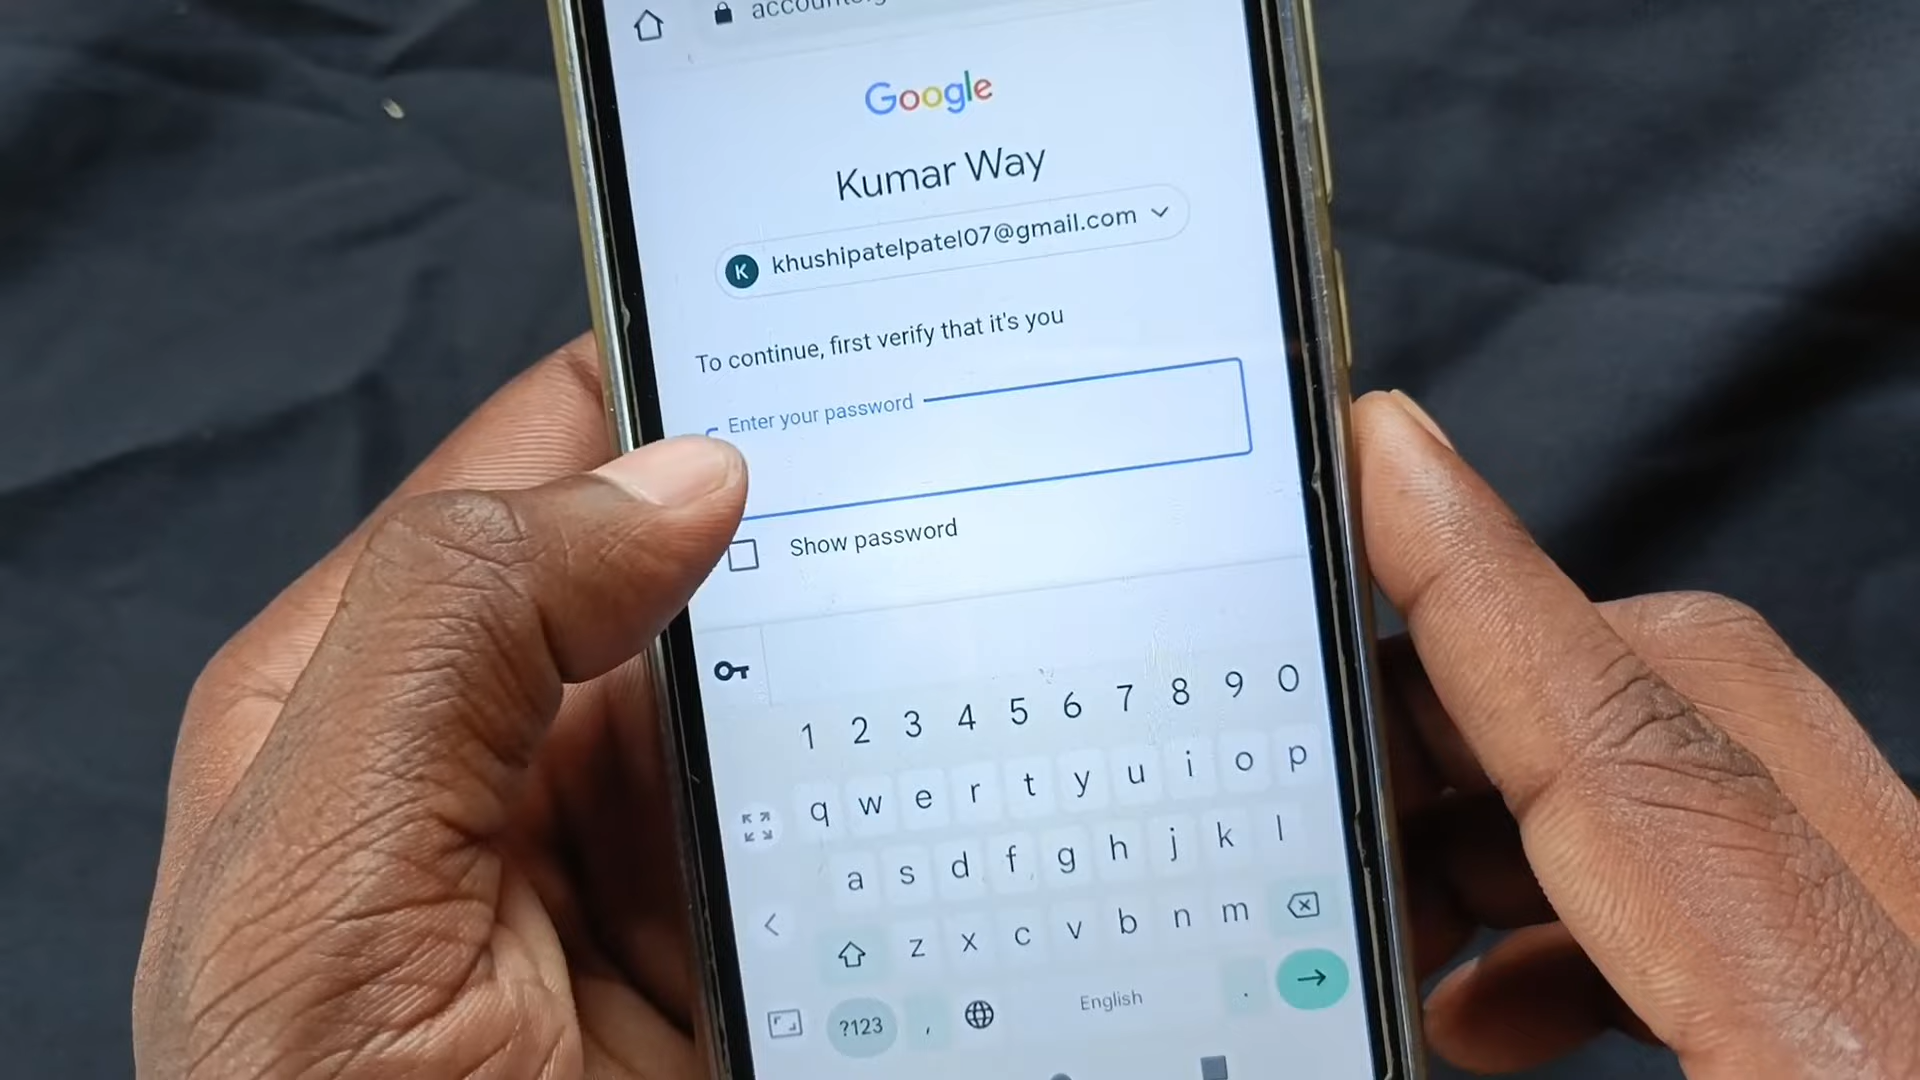 Google
Kumar Way
K khushipatelpatel07@gmail.com
To continue, first verify that it's you
Enter your password
Show password
1 2 3 4 5 6 7 8 9 0
q w e r t y u i o p
a s d f g h j k l
z x c v b n m
?123 , English .